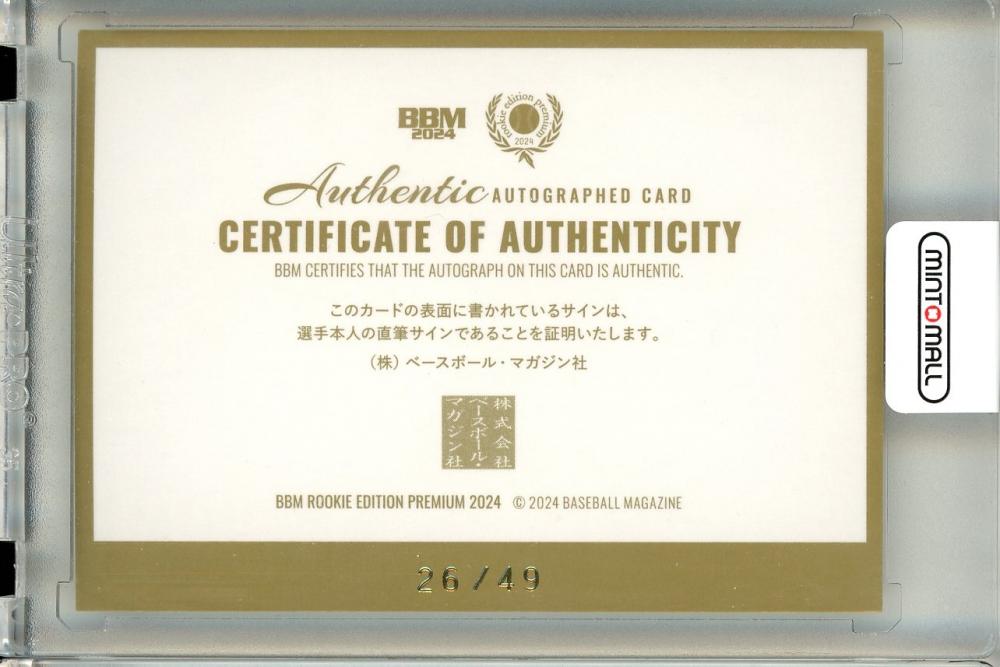 BBM
2024
rookie edition premium
2024
Authentic AUTOGRAPHED CARD
CERTIFICATE OF AUTHENTICITY
BBM CERTIFIES THAT THE AUTOGRAPH ON THIS CARD IS AUTHENTIC.
このカードの表面に書かれているサインは、
選手本人の直筆サインであることを証明いたします。
（株）ベースボール・マガジン社
株式会社
ベースボール・
マガジン社
BBM ROOKIE EDITION PREMIUM 2024 © 2024 BASEBALL MAGAZINE
26/49
MINTOMALL
Ultra PRO®